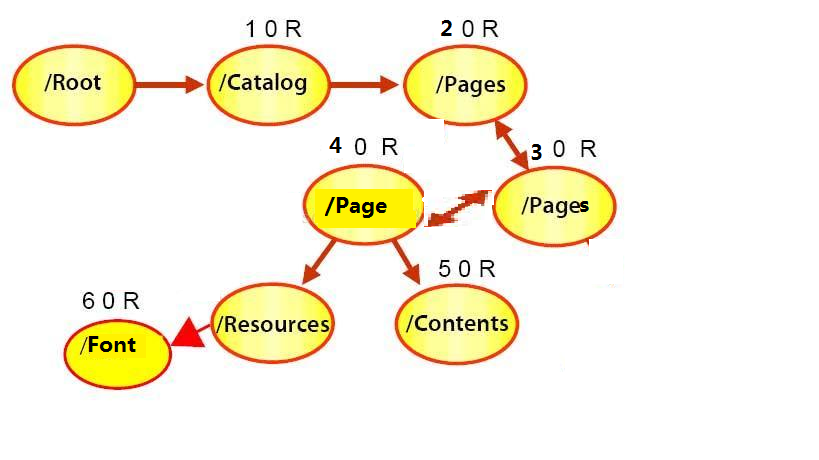 1 0 R
2 0 R
/Root
/Catalog
/Pages
4 0 R
3 0 R
/Page
/Pages
5 0 R
6 0 R
/Resources
/Contents
/Font